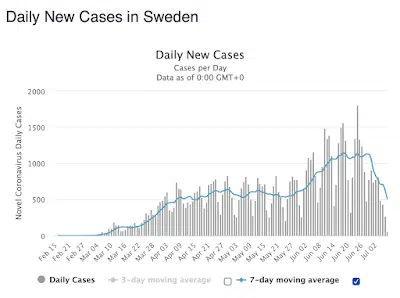 Daily New Cases in Sweden
Daily New Cases
Cases per Day
Data as of 0:00 GMT+0
Novel Coronavirus Daily Cases
2000
1500
1000
500
0
Feb 15
Feb 21
Feb 27
Mar 04
Mar 10
Mar 16
Mar 22
Mar 28
Apr 03
Apr 09
Apr 15
Apr 21
Apr 27
May 03
May 09
May 15
May 21
May 27
Jun 02
Jun 08
Jun 14
Jun 20
Jun 26
Jul 02
Daily Cases
3-day moving average
7-day moving average